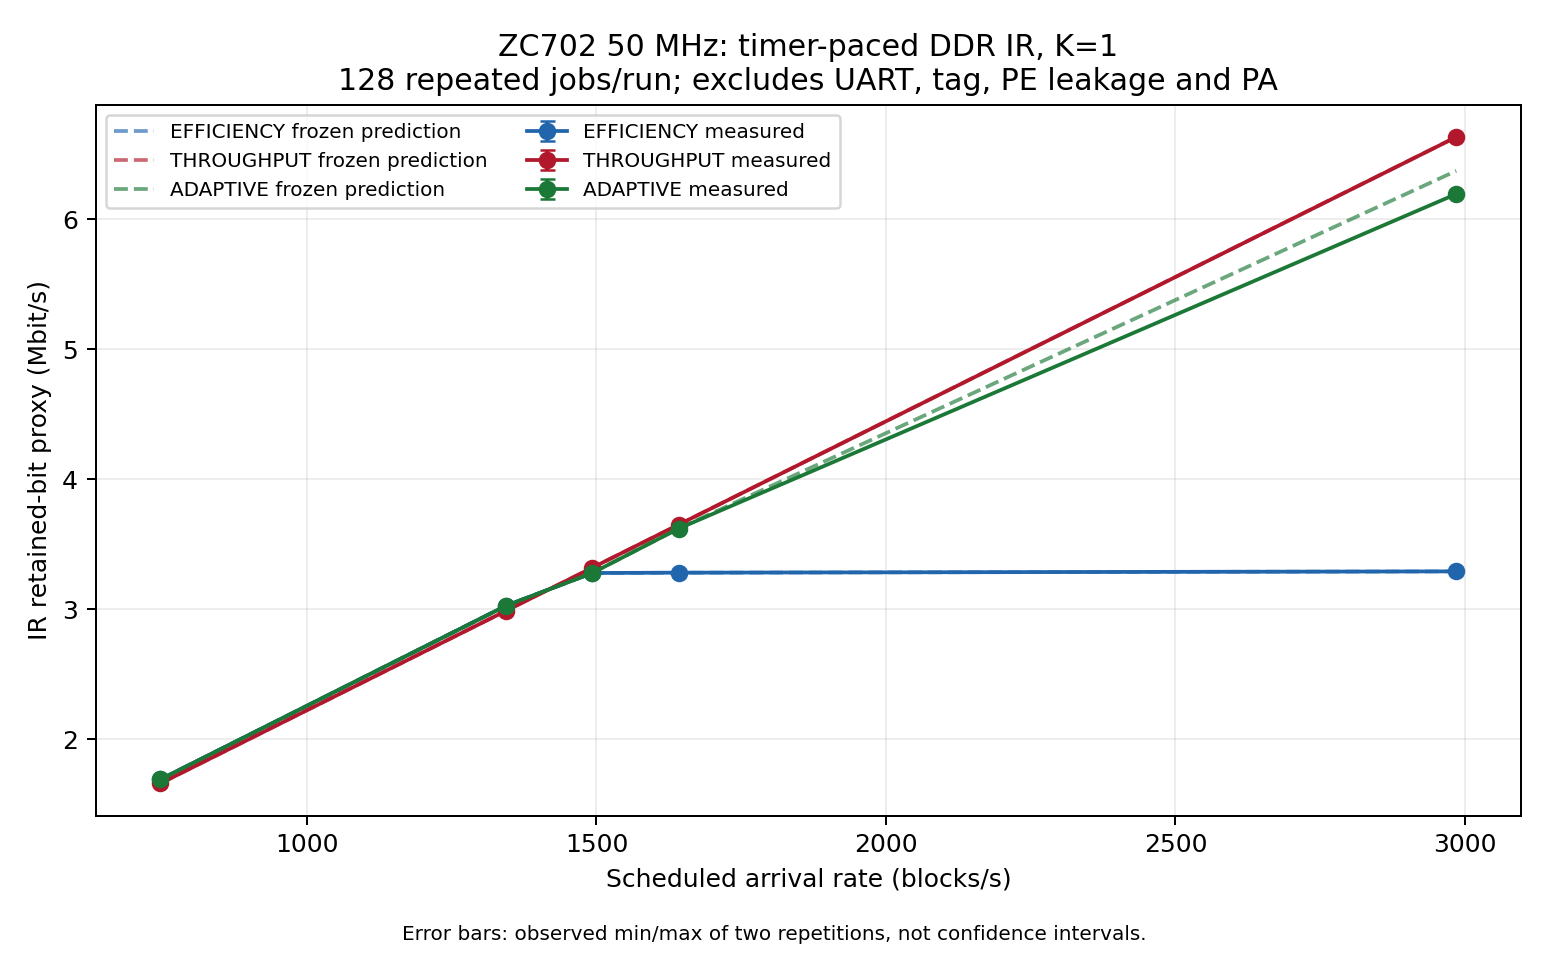 ZC702 50 MHz: timer-paced DDR IR, K=1
128 repeated jobs/run; excludes UART, tag, PE leakage and PA
EFFICIENCY frozen prediction
THROUGHPUT frozen prediction
ADAPTIVE frozen prediction
EFFICIENCY measured
THROUGHPUT measured
ADAPTIVE measured
IR retained-bit proxy (Mbit/s)
6
5
4
3
2
1000
1500
2000
2500
3000
Scheduled arrival rate (blocks/s)
Error bars: observed min/max of two repetitions, not confidence intervals.